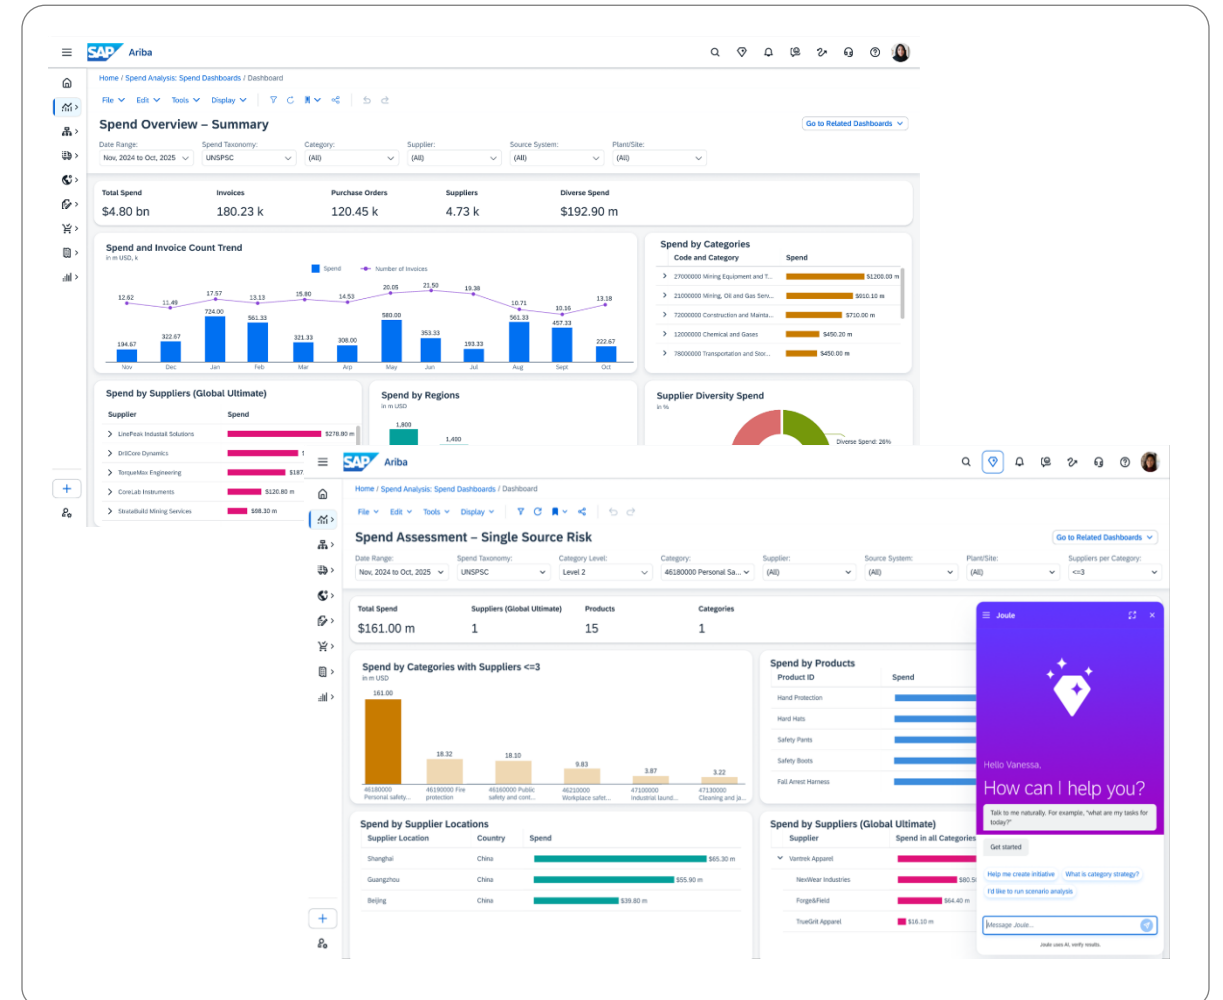 SAP Ariba
Home / Spend Analysis: Spend Dashboards / Dashboard
File Edit Tools Display
Spend Overview – Summary
Go to Related Dashboards
Date Range: Spend Taxonomy: Category: Supplier: Source System: Plant/Site:
Nov, 2024 to Oct, 2025 UNSPSC (All) (All) (All) (All)
Total Spend Invoices Purchase Orders Suppliers Diverse Spend
$4.80 bn 180.23 k 120.45 k 4.73 k $192.90 m
Spend and Invoice Count Trend
in m USD, k
Spend Number of Invoices
12.62 11.49 17.57 13.13 15.80 14.53 20.05 21.50 19.38 10.71 10.16 13.18
194.67 322.67 724.00 561.33 321.33 308.00 580.00 353.33 193.33 561.33 457.33 222.67
Nov Dec Jan Feb Mar Arp May Jun Jul Aug Sept Oct
Spend by Categories
Code and Category Spend
27000000 Mining Equipment and T... $1200.00 m
21000000 Mining, Oil and Gas Serv... $910.10 m
72000000 Construction and Mainta... $710.00 m
12000000 Chemical and Gases $450.20 m
78000000 Transportation and Stor... $450.00 m
Spend by Suppliers (Global Ultimate)
Supplier Spend
LinePeak Industail Solutions $278.80 m
DrilCore Dynamics 1
TorqueMax Engineering $187.
CoreLab Instruments $120.80 m
StrataBuild Mining Services $98.30 m
Spend by Regions
in m USD
1,800
1,400
Supplier Diversity Spend
in %
Diverse Spend: 26%
SAP Ariba
Home / Spend Analysis: Spend Dashboards / Dashboard
File Edit Tools Display
Spend Assessment – Single Source Risk
Go to Related Dashboards
Date Range: Spend Taxonomy: Category Level: Category: Supplier: Source System: Plant/Site: Suppliers per Category:
Nov, 2024 to Oct, 2025 UNSPSC Level 2 46180000 Personal Sa... (All) (All) (All) <=3
Total Spend Suppliers (Global Ultimate) Products Categories
$161.00 m 1 15 1
Spend by Categories with Suppliers <=3
in m USD
161.00
18.32 18.10 9.83 3.87 3.22
46180000 46190000 Fire 46160000 Public 46210000 47100000 47130000
Personal safety... protection safety and cont... Workplace safet... Industrial laund... Cleaning and ja...
Spend by Products
Product ID Spend
Hand Protection
Hard Hats
Safety Pants
Safety Boots
Fall Arrest Harness
Spend by Supplier Locations
Supplier Location Country Spend
Shanghai China $65.30 m
Guangzhou China $55.90 m
Beijing China $39.80 m
Spend by Suppliers (Global Ultimate)
Supplier Spend in all Categories
Vantrek Apparel
NexWear Industries $80.5
Forge&Field $64.40 m
TrueGrit Apparel $16.10 m
Joule
Hello Vanessa,
How can I help you?
Talk to me naturally. For example, "what are my tasks for
today?"
Get started
Help me create initiative What is category strategy?
I'd like to run scenario analysis
Message Joule...
Joule uses AI, verify results.